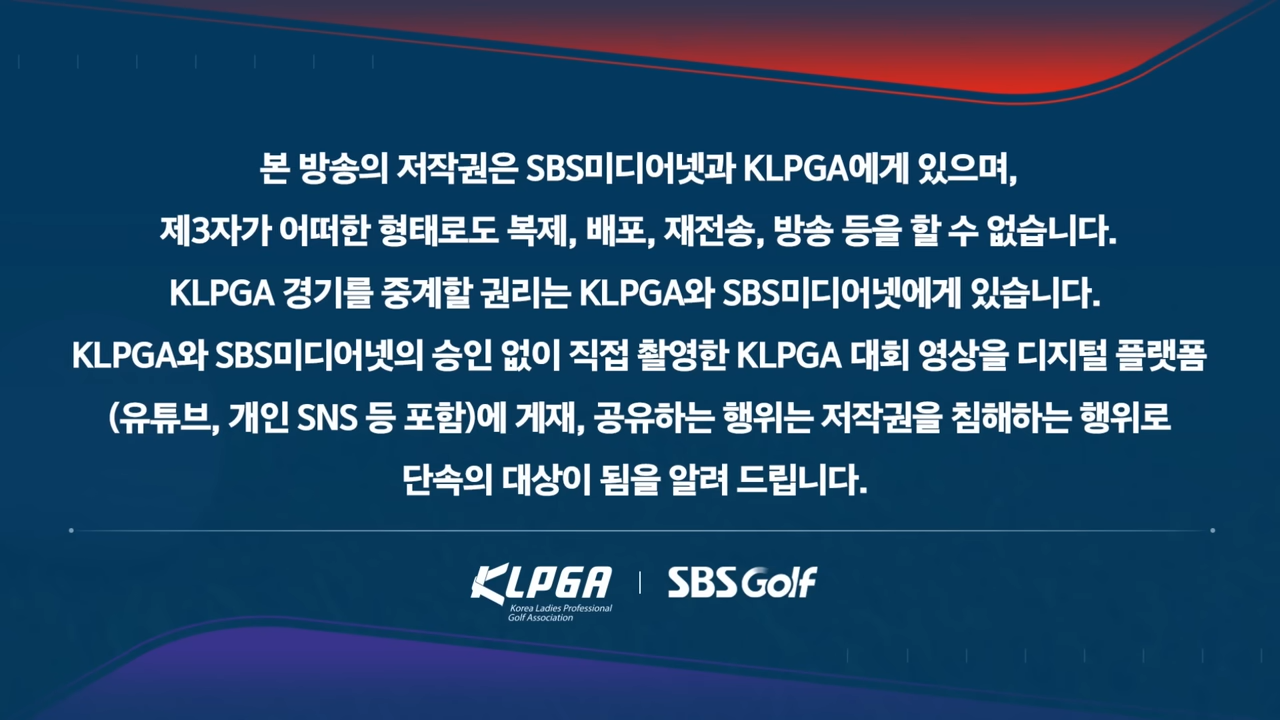 본 방송의 저작권은 SBS미디어넷과 KLPGA에게 있으며,
제3자가 어떠한 형태로도 복제, 배포, 재전송, 방송 등을 할 수 없습니다.
KLPGA 경기를 중계할 권리는 KLPGA와 SBS미디어넷에게 있습니다.
KLPGA와 SBS미디어넷의 승인 없이 직접 촬영한 KLPGA 대회 영상을 디지털 플랫폼
(유튜브, 개인 SNS 등 포함)에 게재, 공유하는 행위는 저작권을 침해하는 행위로
단속의 대상이 됨을 알려 드립니다.
KLPGA
Korea Ladies Professional
Golf Association
SBS Golf